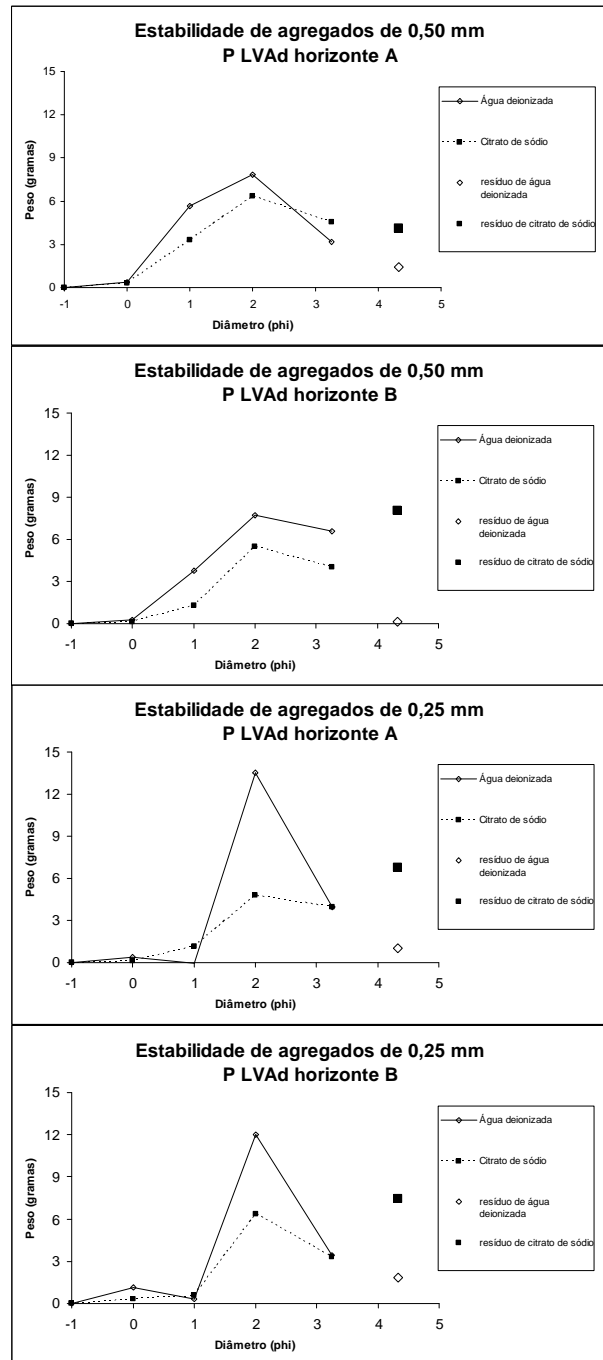 Estabilidade de agregados de 0,50 mm
P LVAd horizonte A
15
12
9
6
3
0
Peso (gramas)
-1 0 1 2 3 4 5
Diâmetro (phi)
Água deionizada
Citrato de sódio
resíduo de água
deionizada
resíduo de citrato de sódio
Estabilidade de agregados de 0,50 mm
P LVAd horizonte B
15
12
9
6
3
0
Peso (gramas)
-1 0 1 2 3 4 5
Diâmetro (phi)
Água deionizada
Citrato de sódio
resíduo de água
deionizada
resíduo de citrato de sódio
Estabilidade de agregados de 0,25 mm
P LVAd horizonte A
15
12
9
6
3
0
Peso (gramas)
-1 0 1 2 3 4 5
Diâmetro (phi)
Água deionizada
Citrato de sódio
resíduo de água
deionizada
resíduo de citrato de sódio
Estabilidade de agregados de 0,25 mm
P LVAd horizonte B
15
12
9
6
3
0
Peso (gramas)
-1 0 1 2 3 4 5
Diâmetro (phi)
Água deionizada
Citrato de sódio
resíduo de água
deionizada
resíduo de citrato de sódio